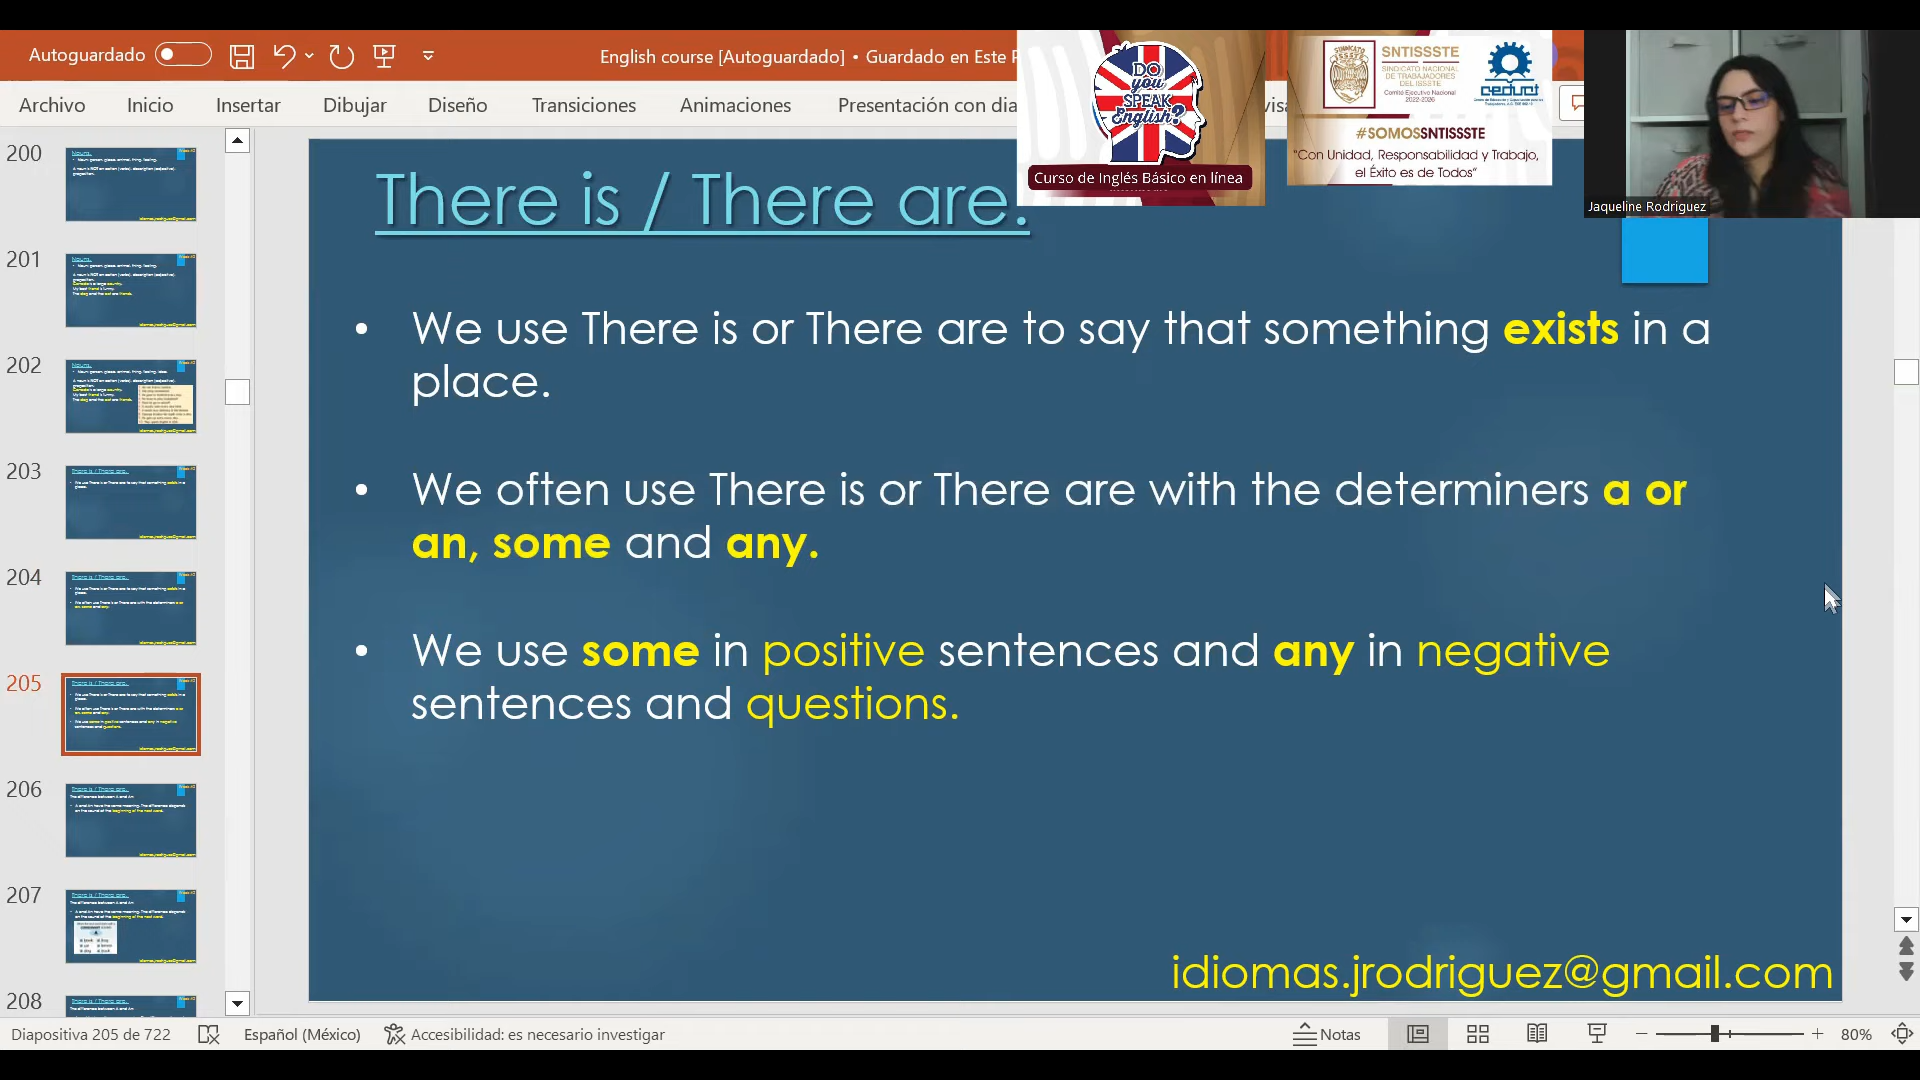 Autoguardado
English course [Autoguardado] • Guardado en Este P
Archivo Inicio Insertar Dibujar Diseño Transiciones Animaciones Presentación con dia
DO
you
SPEAK
English?
Curso de Inglés Básico en línea
SNTISSSTE
SINDICATO NACIONAL
DE TRABAJADORES
DEL ISSSTE
Comité Ejecutivo Nacional
2022-2026
ceduct
#SOMOSSNTISSSTE
"Con Unidad, Responsabilidad y Trabajo,
el Éxito es de Todos"
Jaqueline Rodriguez
200
201
202
203
204
205
206
207
208
There is / There are.
• We use There is or There are to say that something exists in a
place.
• We often use There is or There are with the determiners a or
an, some and any.
• We use some in positive sentences and any in negative
sentences and questions.
idiomas.jrodriguez@gmail.com
Diapositiva 205 de 722 Español (México) Accesibilidad: es necesario investigar Notas 80%